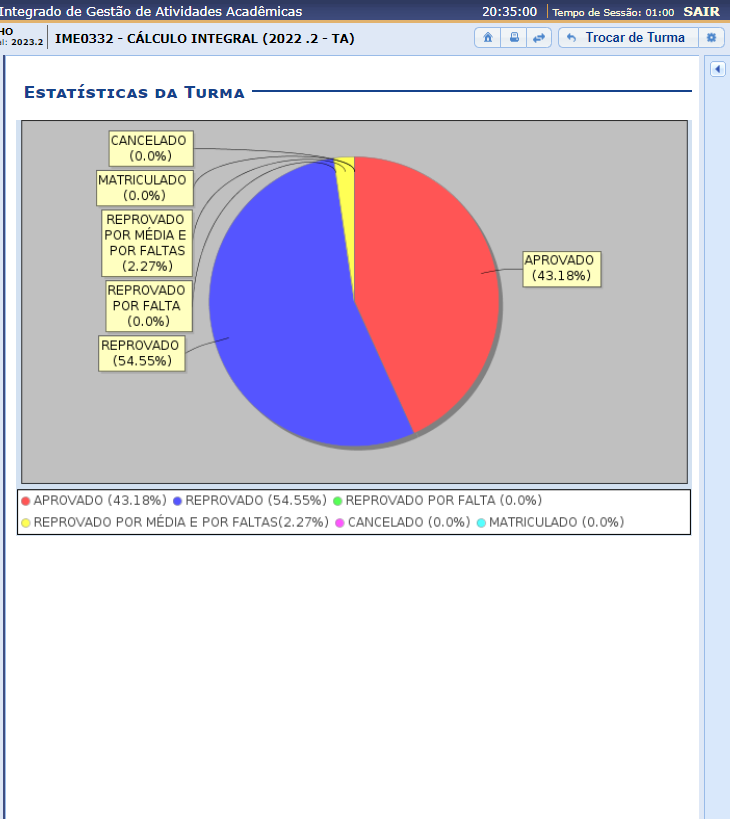 Integrado de Gestão de Atividades Acadêmicas 20:35:00 Tempo de Sessão: 01:00 SAIR
HO
el: 2023.2 IME0332 - CÁLCULO INTEGRAL (2022 .2 - TA) Trocar de Turma
ESTATÍSTICAS DA TURMA
CANCELADO
(0.0%)
MATRICULADO
(0.0%)
REPROVADO
POR MÉDIA E
POR FALTAS
(2.27%)
REPROVADO
POR FALTA
(0.0%)
REPROVADO
(54.55%)
APROVADO
(43.18%)
APROVADO (43.18%) REPROVADO (54.55%) REPROVADO POR FALTA (0.0%)
REPROVADO POR MÉDIA E POR FALTAS(2.27%) CANCELADO (0.0%) MATRICULADO (0.0%)